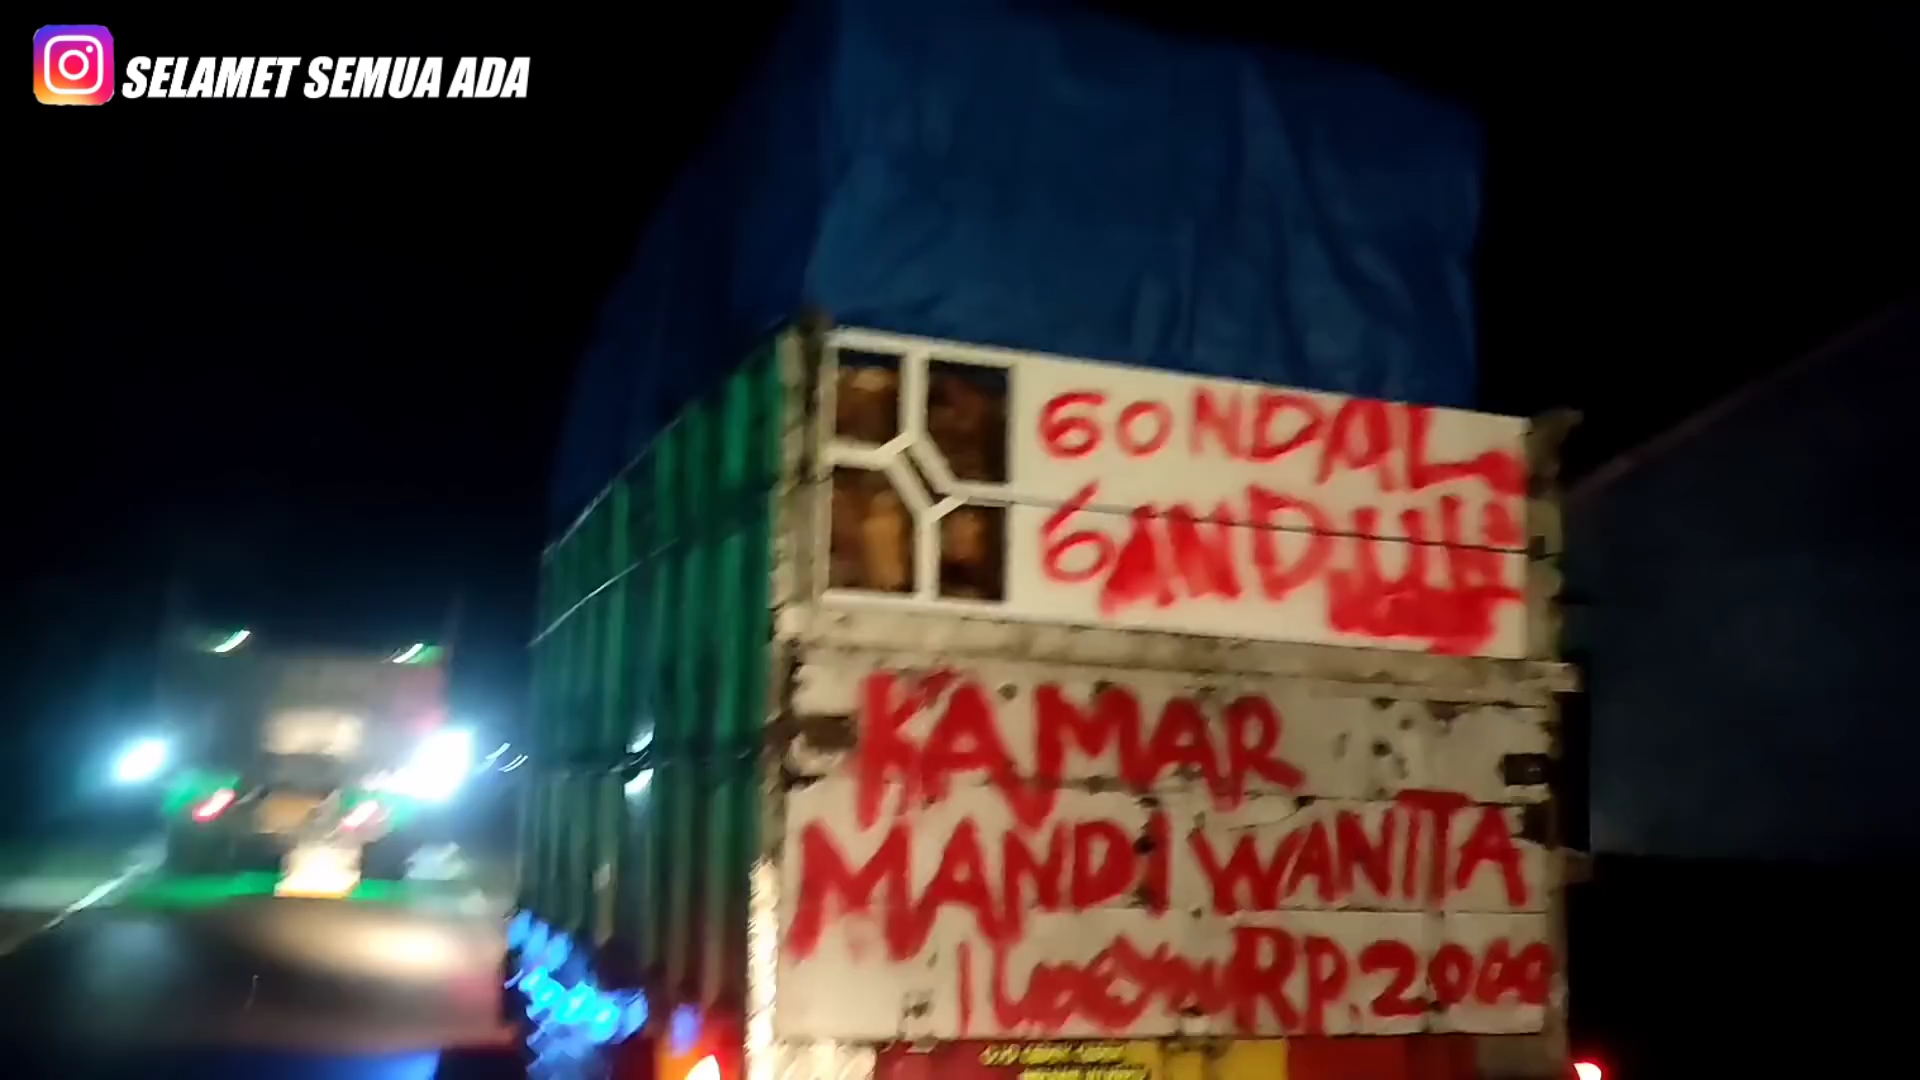 SELAMET SEMUA ADA
GONDAL
GANDUL
KAMAR
MANDI WANITA
RP.2000